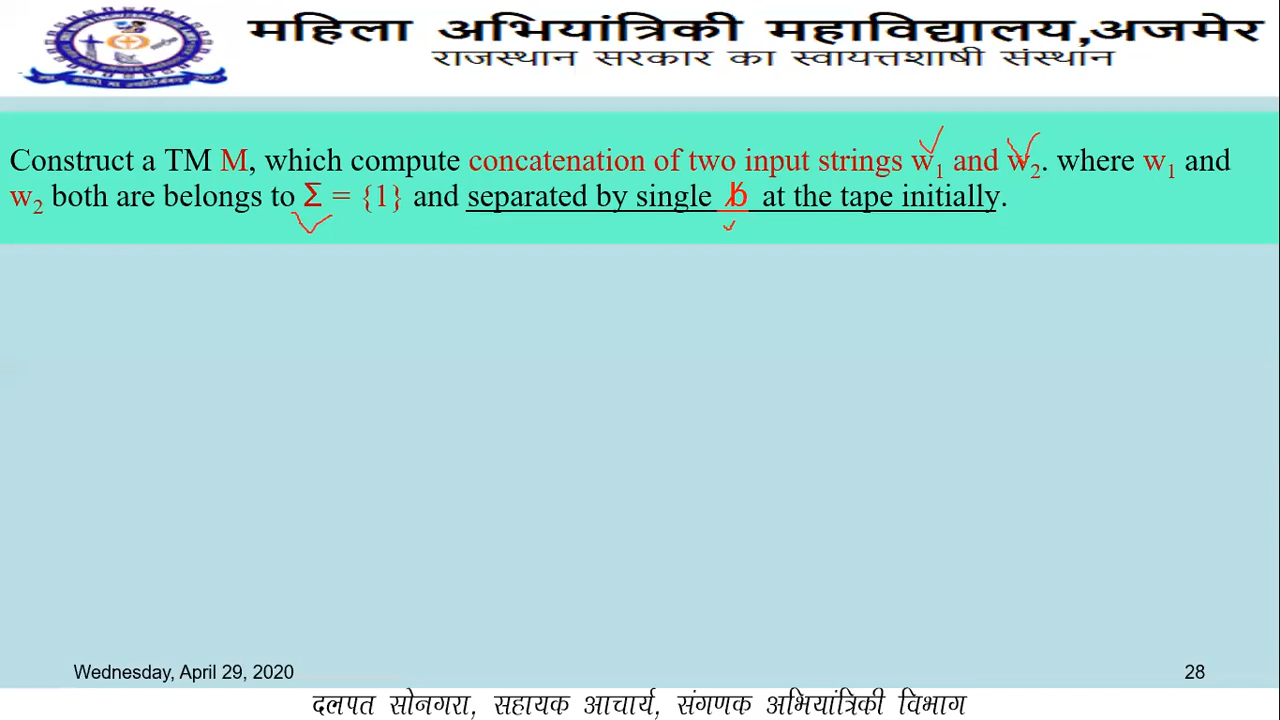 महिला अभियांत्रिकी महाविद्यालय,अजमेर
राजस्थान सरकार का स्वायत्तशाषी संस्थान
Construct a TM M, which compute concatenation of two input strings w₁ and w₂. where w₁ and
w₂ both are belongs to Σ = {1} and separated by single ␢ at the tape initially.
Wednesday, April 29, 2020
28
दलपत सोनगरा, सहायक आचार्य, संगणक अभियांत्रिकी विभाग